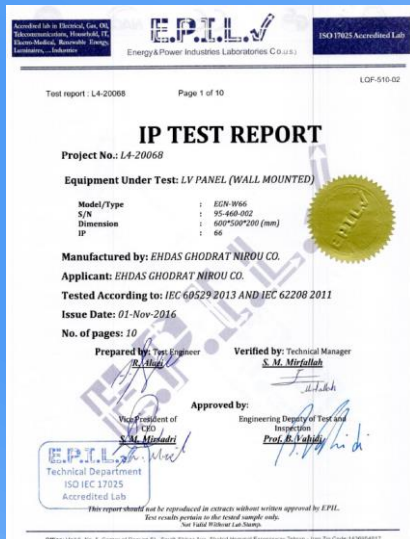 Accredited lab in Electrical, Gas, Oil,
Telecommunications, Household, IT,
Electro-Medical, Renewable Energy,
Luminaires, ... Industries
E.P.I.L.
Energy&Power Industries Laboratories Co.(J.S.)
ISO 17025 Accredited Lab
LQF-510-02
Test report : L4-20068
Page 1 of 10
IP TEST REPORT
Project No.: L4-20068
Equipment Under Test: LV PANEL (WALL MOUNTED)
Model/Type : EGN-W66
S/N : 95-460-002
Dimension : 600*500*200 (mm)
IP : 66
Manufactured by: EHDAS GHODRAT NIROU CO.
Applicant: EHDAS GHODRAT NIROU CO.
Tested According to: IEC 60529 2013 AND IEC 62208 2011
Issue Date: 01-Nov-2016
No. of pages: 10
Prepared by: Test Engineer
Verified by: Technical Manager
S. M. Mirfallah
Approved by:
Vice President of
CEO
S. M. Missadri
Engineering Deputy of Test and
Inspection
Prof. B. Vahidi
E.P.I.L.
Technical Department
ISO IEC 17025
Accredited Lab
This report should not be reproduced in extracts without written approval by EPIL.
Test results pertain to the tested sample only.
Not Valid Without Lab Stamp.